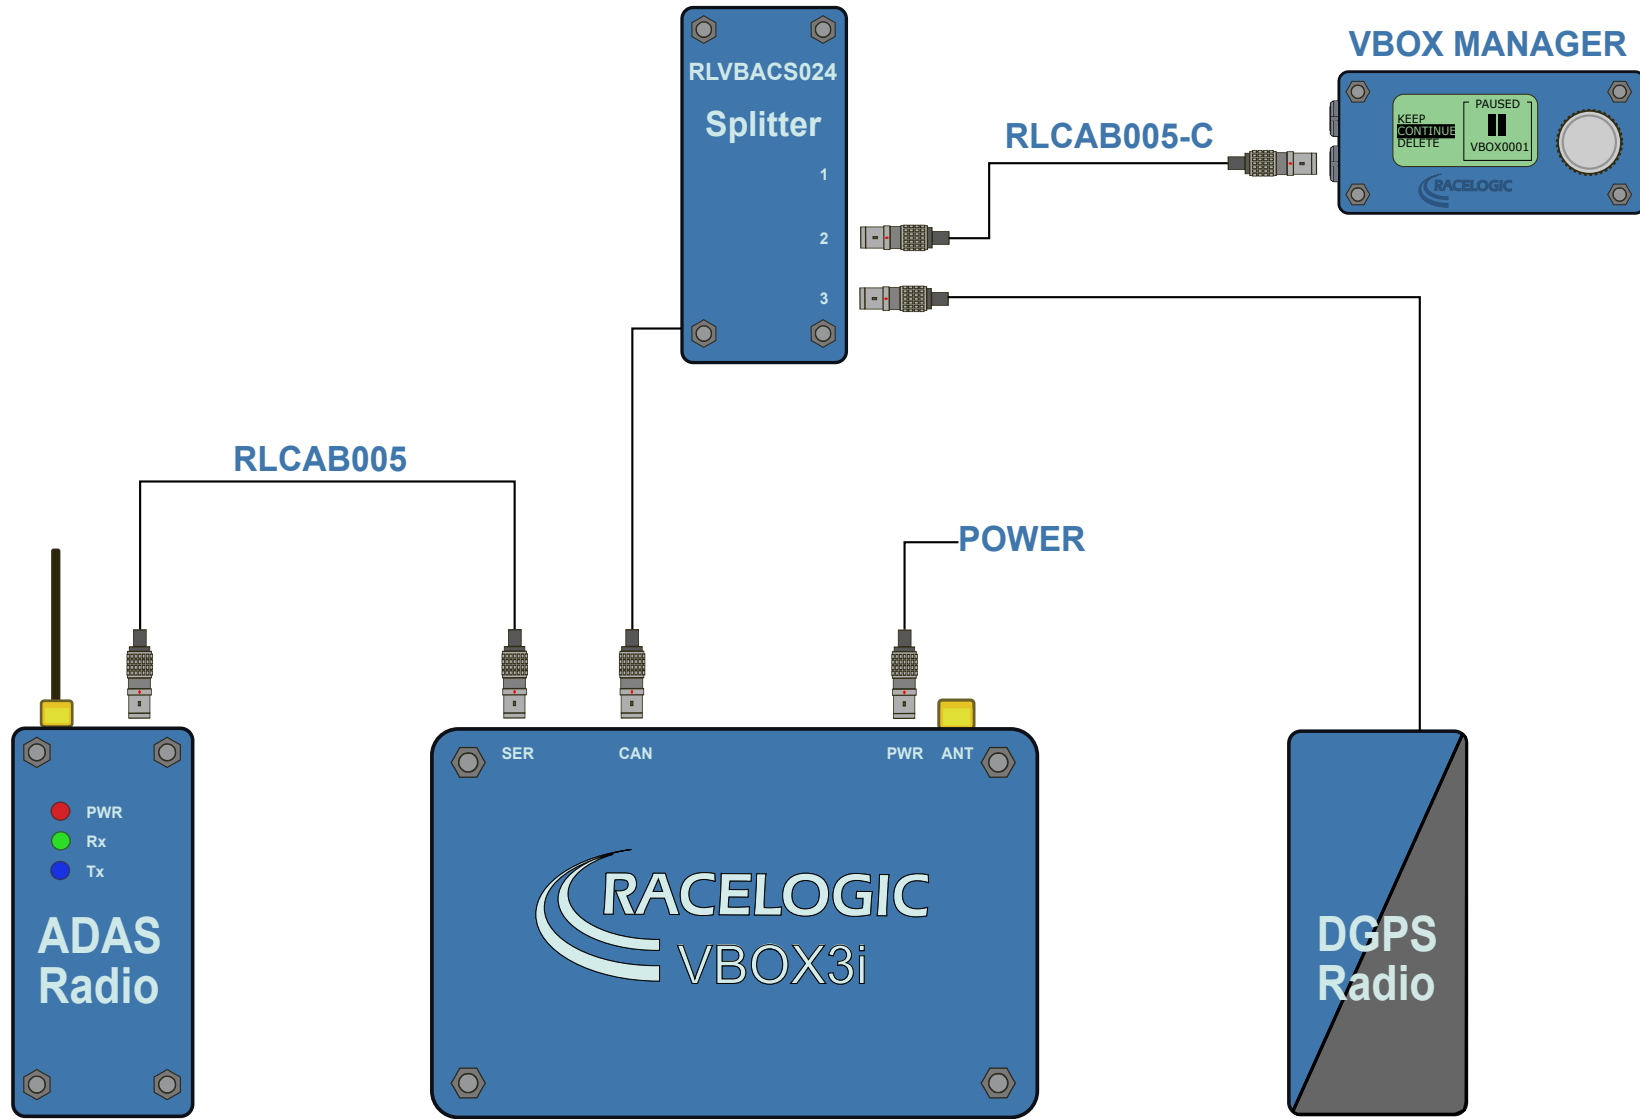 VBOX MANAGER
RLVBACS024
Splitter
1
2
3
RLCAB005-C
KEEP
CONTINUE
DELETE
PAUSED
VBOX0001
RACELOGIC
RLCAB005
POWER
SER
CAN
PWR
ANT
PWR
Rx
Tx
ADAS
Radio
RACELOGIC
VBOX3i
DGPS
Radio